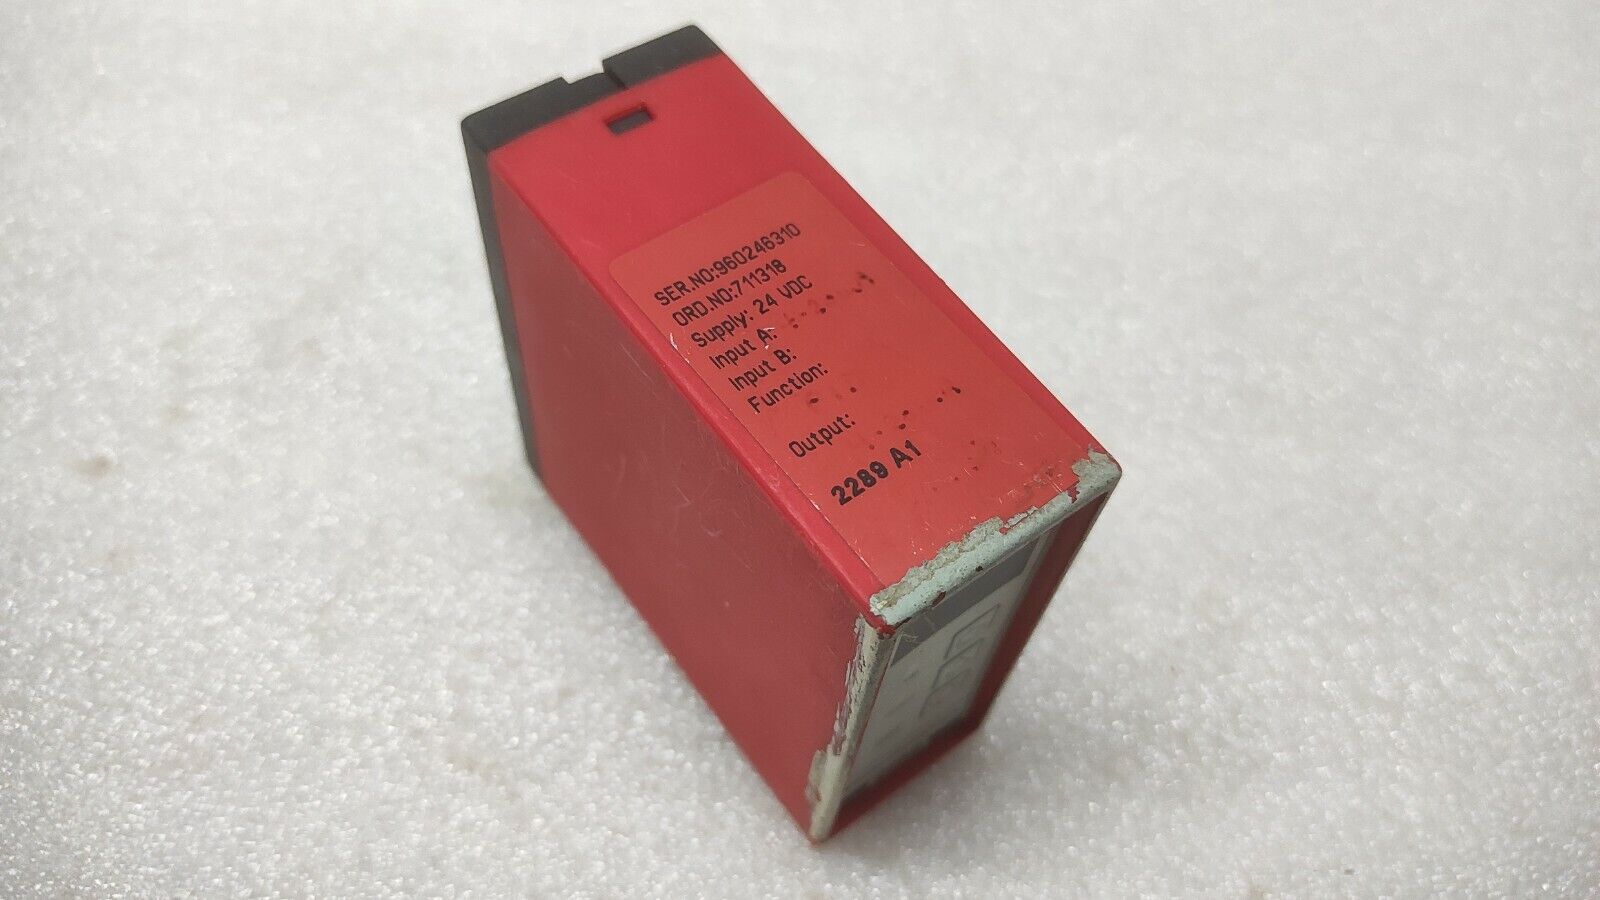 SER.NO:960246310
ORD.NO:711318
Supply: 24 VDC
Input A:
Input B:
Function:
Output:
2289 A1